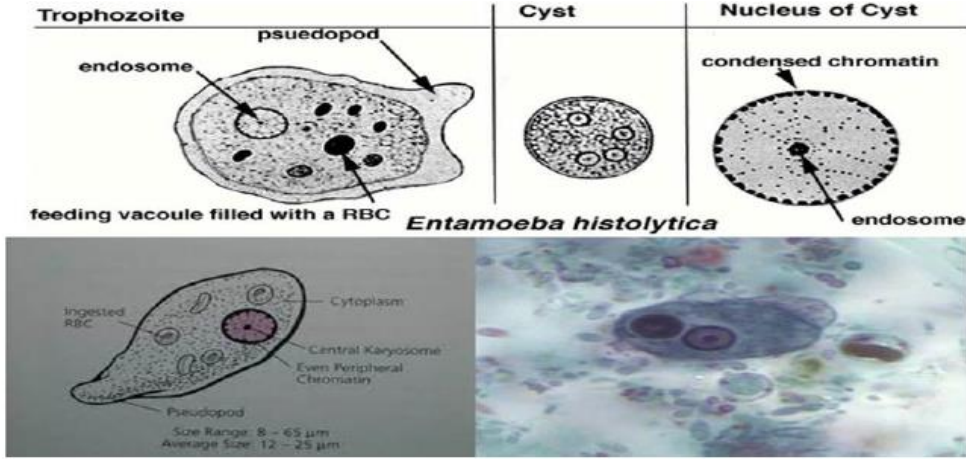 Trophozoite
Cyst
Nucleus of Cyst
psuedopod
endosome
condensed chromatin
feeding vacoule filled with a RBC
Entamoeba histolytica
endosome
Ingested
RBC
Cytoplasm
Central Karyosome
Even Peripheral
Chromatin
Pseudopod
Size Range: 8 - 65 μm
Average Size: 12 - 25 μm